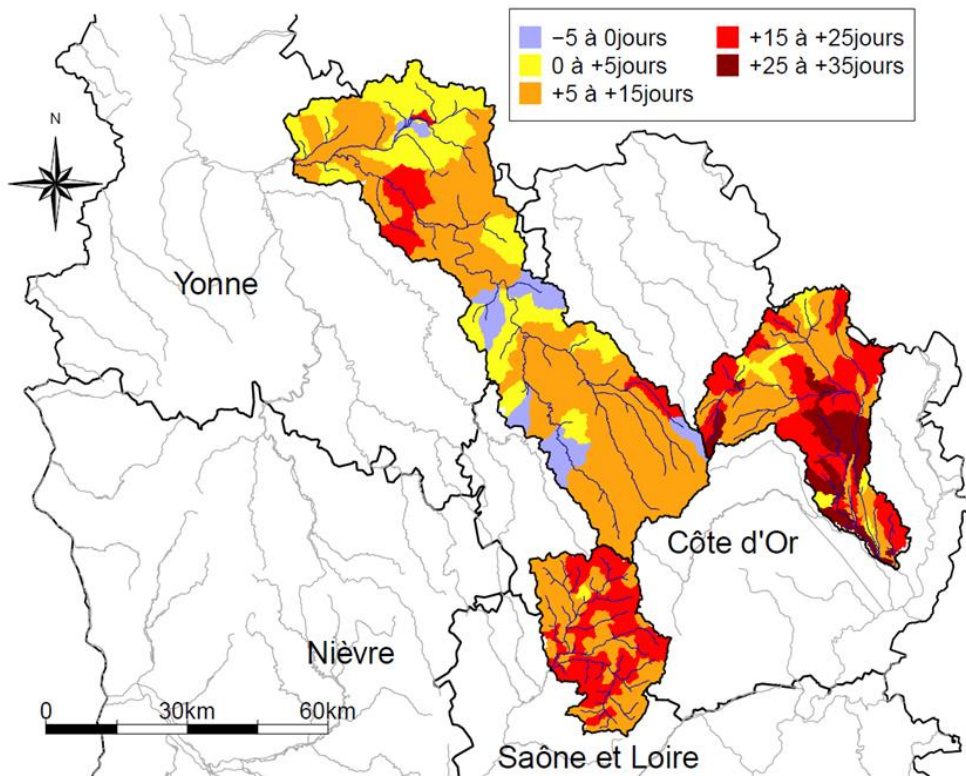 −5 à 0jours
0 à +5jours
+5 à +15jours
+15 à +25jours
+25 à +35jours
N
Yonne
Côte d'Or
Nièvre
0 30km 60km
Saône et Loire